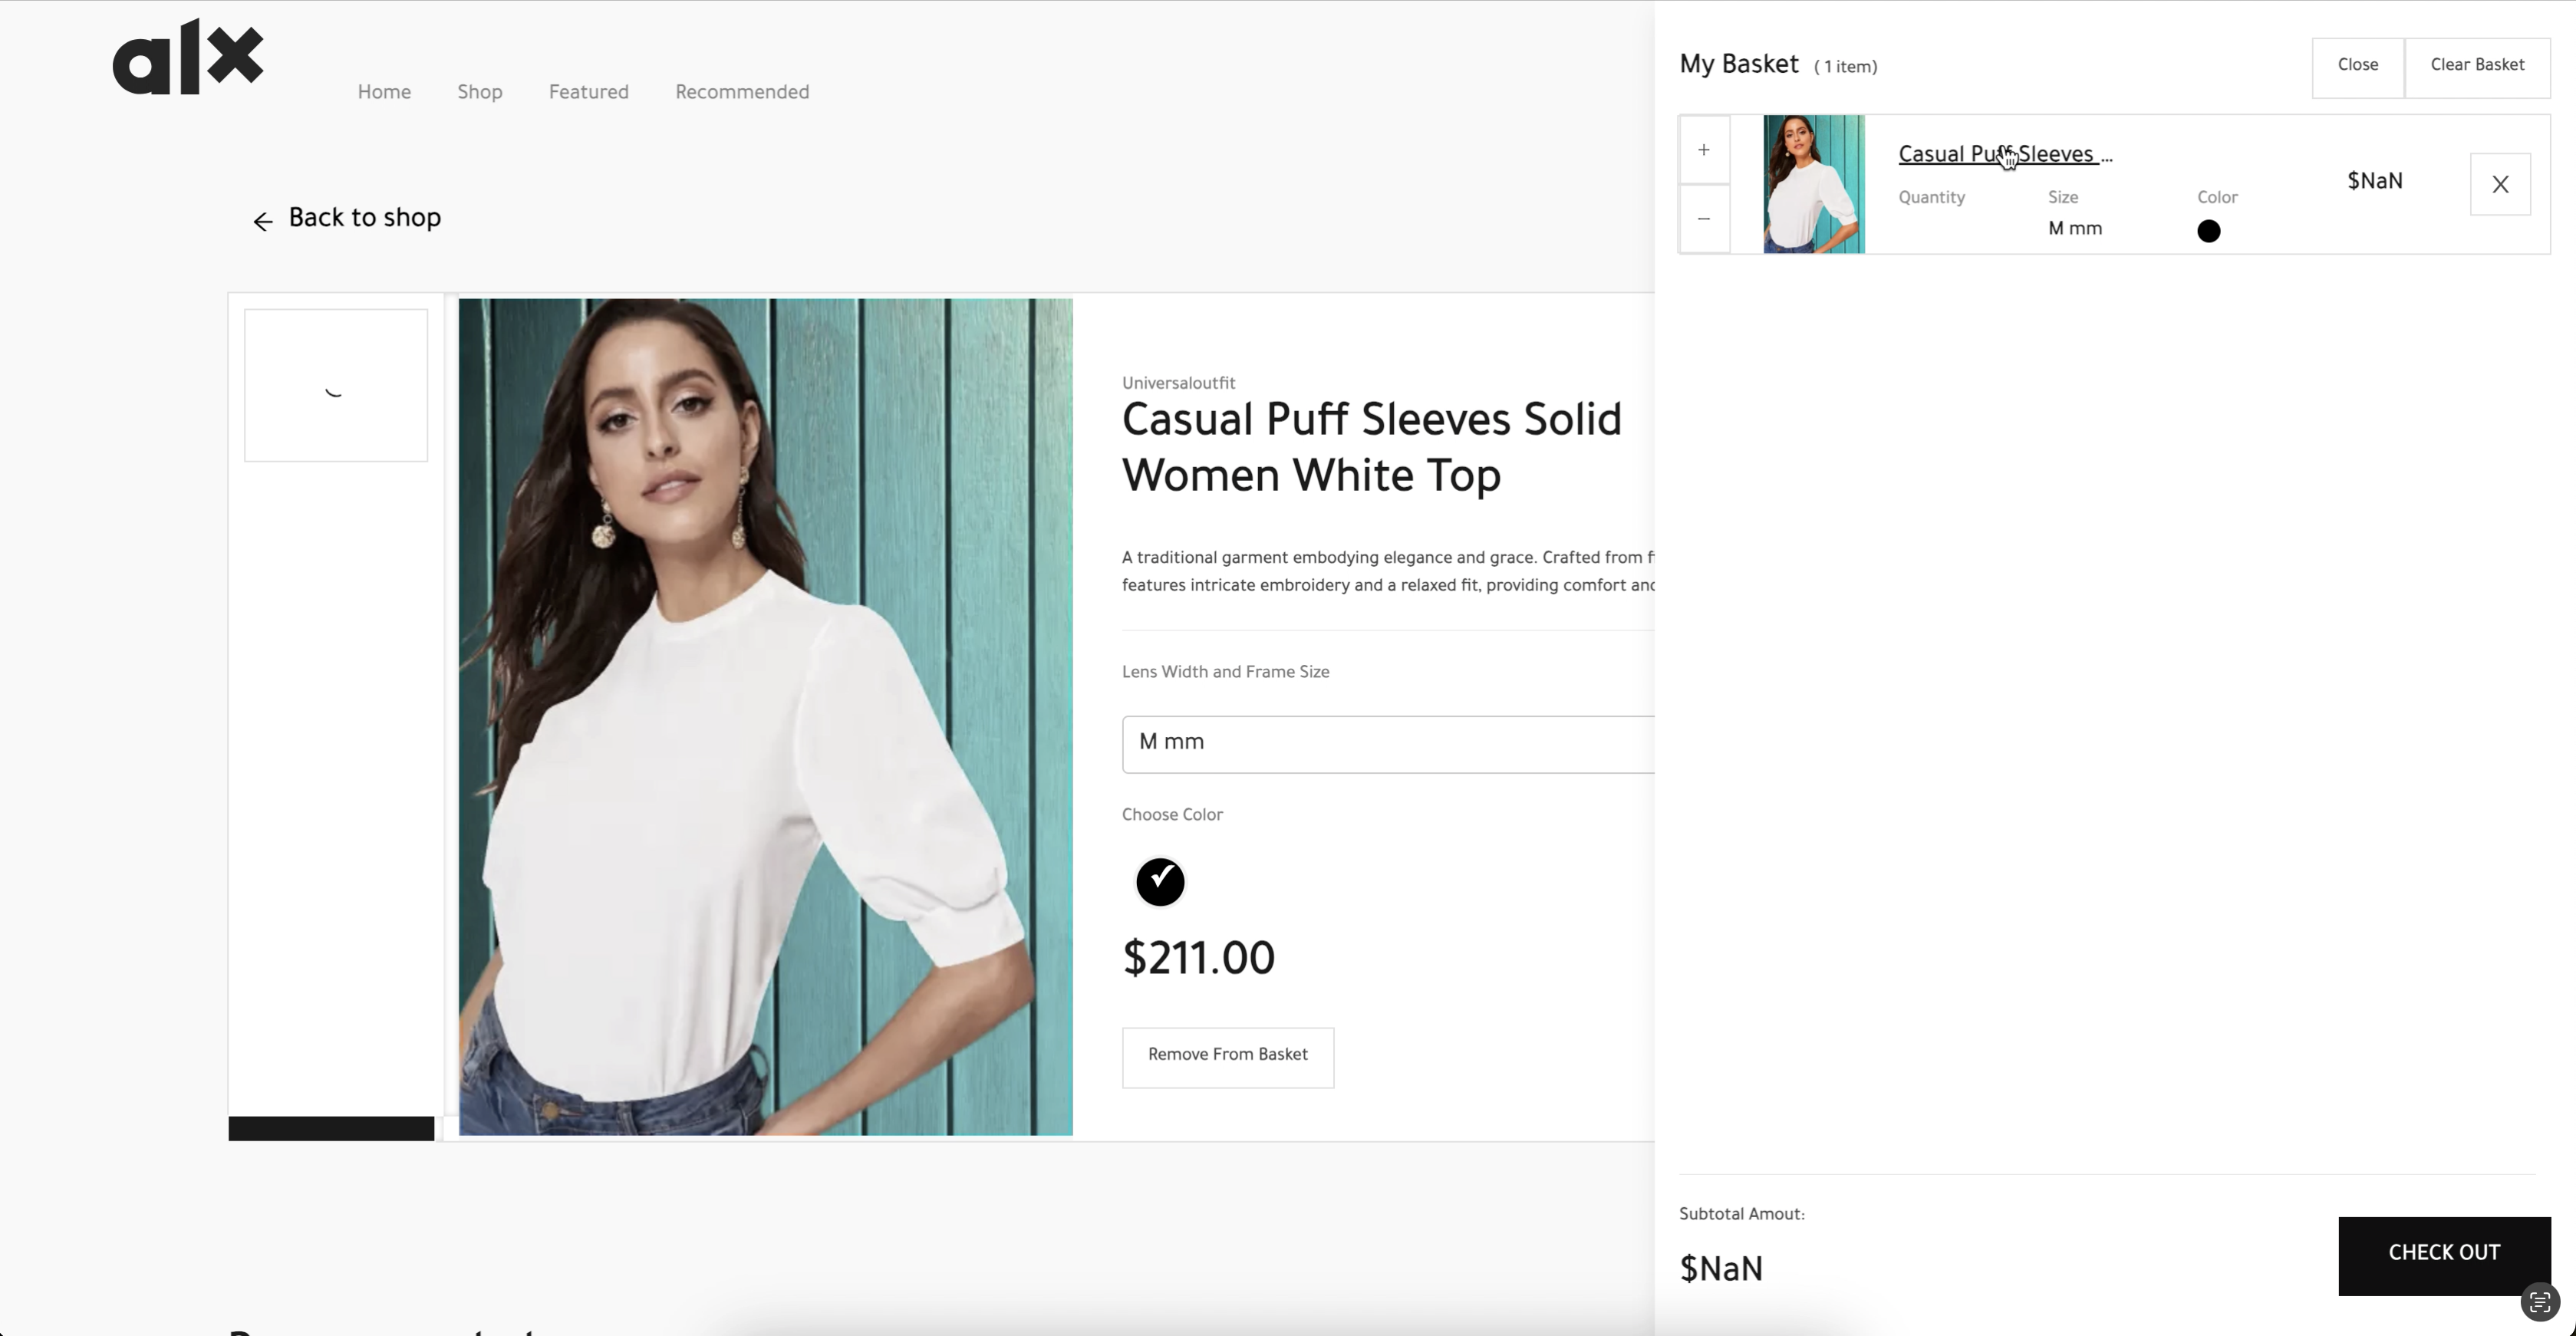 alx
Home Shop Featured Recommended
Back to shop
Universaloutfit
Casual Puff Sleeves Solid
Women White Top
A traditional garment embodying elegance and grace. Crafted from
features intricate embroidery and a relaxed fit, providing comfort
Lens Width and Frame Size
M mm
Choose Color
$211.00
Remove From Basket
My Basket ( 1 item)
Close
Clear Basket
+
−
Casual Puff Sleeves ...
Quantity Size Color
M mm
$NaN
X
Subtotal Amout:
$NaN
CHECK OUT